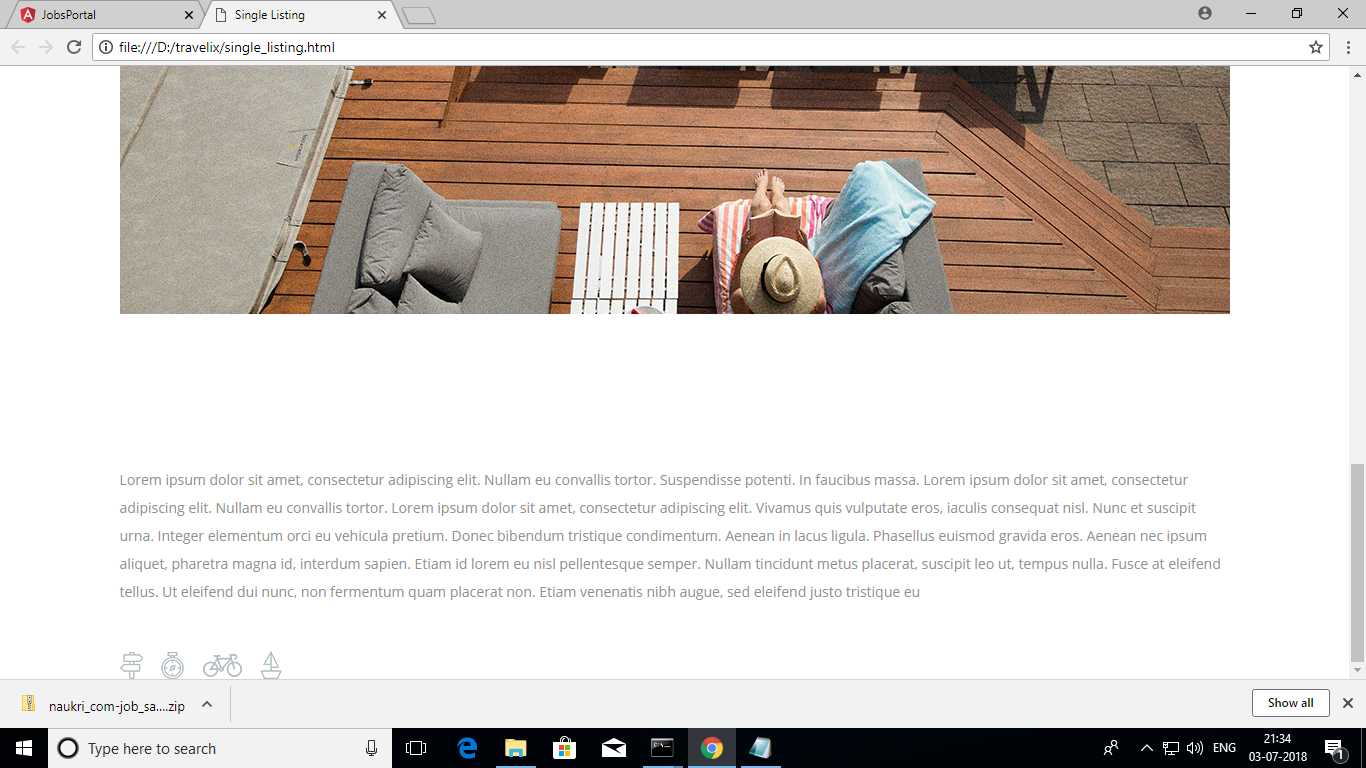 JobsPortal
Single Listing
file:///D:/travelix/single_listing.html
Lorem ipsum dolor sit amet, consectetur adipiscing elit. Nullam eu convallis tortor. Suspendisse potenti. In faucibus massa. Lorem ipsum dolor sit amet, consectetur
adipiscing elit. Nullam eu convallis tortor. Lorem ipsum dolor sit amet, consectetur adipiscing elit. Vivamus quis vulputate eros, iaculis consequat nisl. Nunc et suscipit
urna. Integer elementum orci eu vehicula pretium. Donec bibendum tristique condimentum. Aenean in lacus ligula. Phasellus euismod gravida eros. Aenean nec ipsum
aliquet, pharetra magna id, interdum sapien. Etiam id lorem eu nisl pellentesque semper. Nullam tincidunt metus placerat, suscipit leo ut, tempus nulla. Fusce at eleifend
tellus. Ut eleifend dui nunc, non fermentum quam placerat non. Etiam venenatis nibh augue, sed eleifend justo tristique eu
naukri_com-job_sa....zip
Show all
Type here to search
ENG
21:34
03-07-2018
1